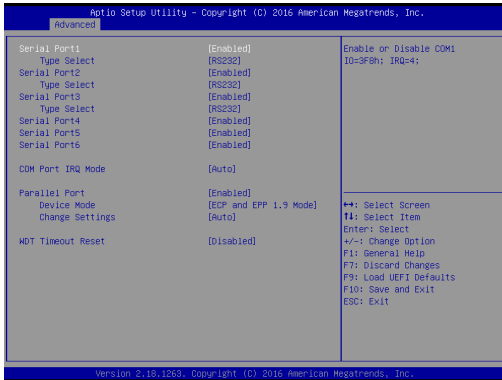 Aptio Setup Utility – Copyright (C) 2016 American Megatrends, Inc.
Advanced
Serial Port1 [Enabled]
Type Select [RS232]
Serial Port2 [Enabled]
Type Select [RS232]
Serial Port3 [Enabled]
Type Select [RS232]
Serial Port4 [Enabled]
Serial Port5 [Enabled]
Serial Port6 [Enabled]
COM Port IRQ Mode [Auto]
Parallel Port [Enabled]
Device Mode [ECP and EPP 1.9 Mode]
Change Settings [Auto]
WDT Timeout Reset [Disabled]
Enable or Disable COM1
IO=3F8h; IRQ=4;
↔: Select Screen
↑↓: Select Item
Enter: Select
+/-: Change Option
F1: General Help
F7: Discard Changes
F9: Load UEFI Defaults
F10: Save and Exit
ESC: Exit
Version 2.18.1263. Copyright (C) 2016 American Megatrends, Inc.